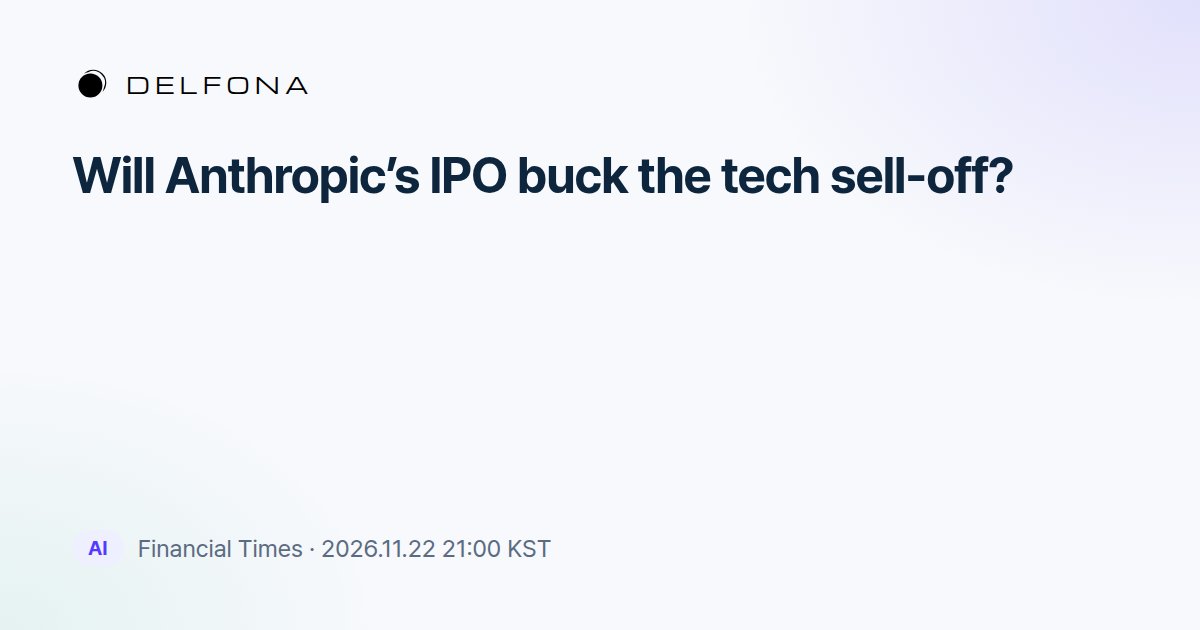 DELFONA
Will Anthropic’s IPO buck the tech sell-off?
AI Financial Times · 2026.11.22 21:00 KST